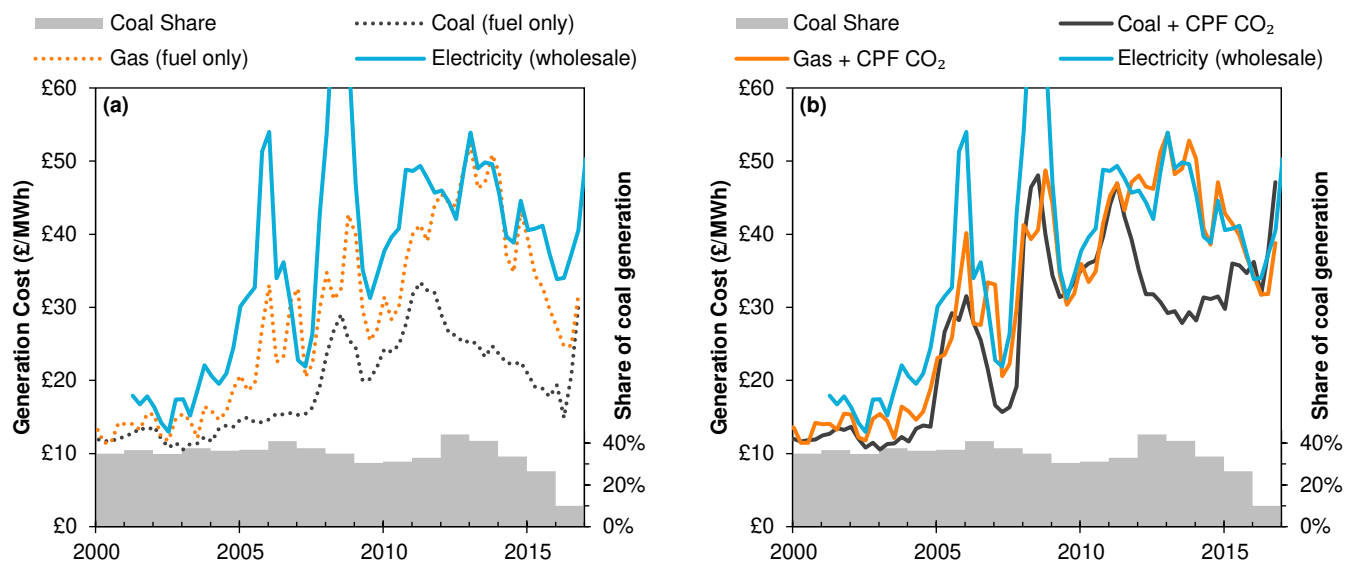 Coal Share
Coal (fuel only)
Gas (fuel only)
Electricity (wholesale)
(a)
Generation Cost (£/MWh)
£60
£50
£40
£30
£20
£10
£0
Share of coal generation
40%
20%
0%
2000
2005
2010
2015
Coal Share
Coal + CPF CO₂
Gas + CPF CO₂
Electricity (wholesale)
(b)
Generation Cost (£/MWh)
£60
£50
£40
£30
£20
£10
£0
Share of coal generation
40%
20%
0%
2000
2005
2010
2015